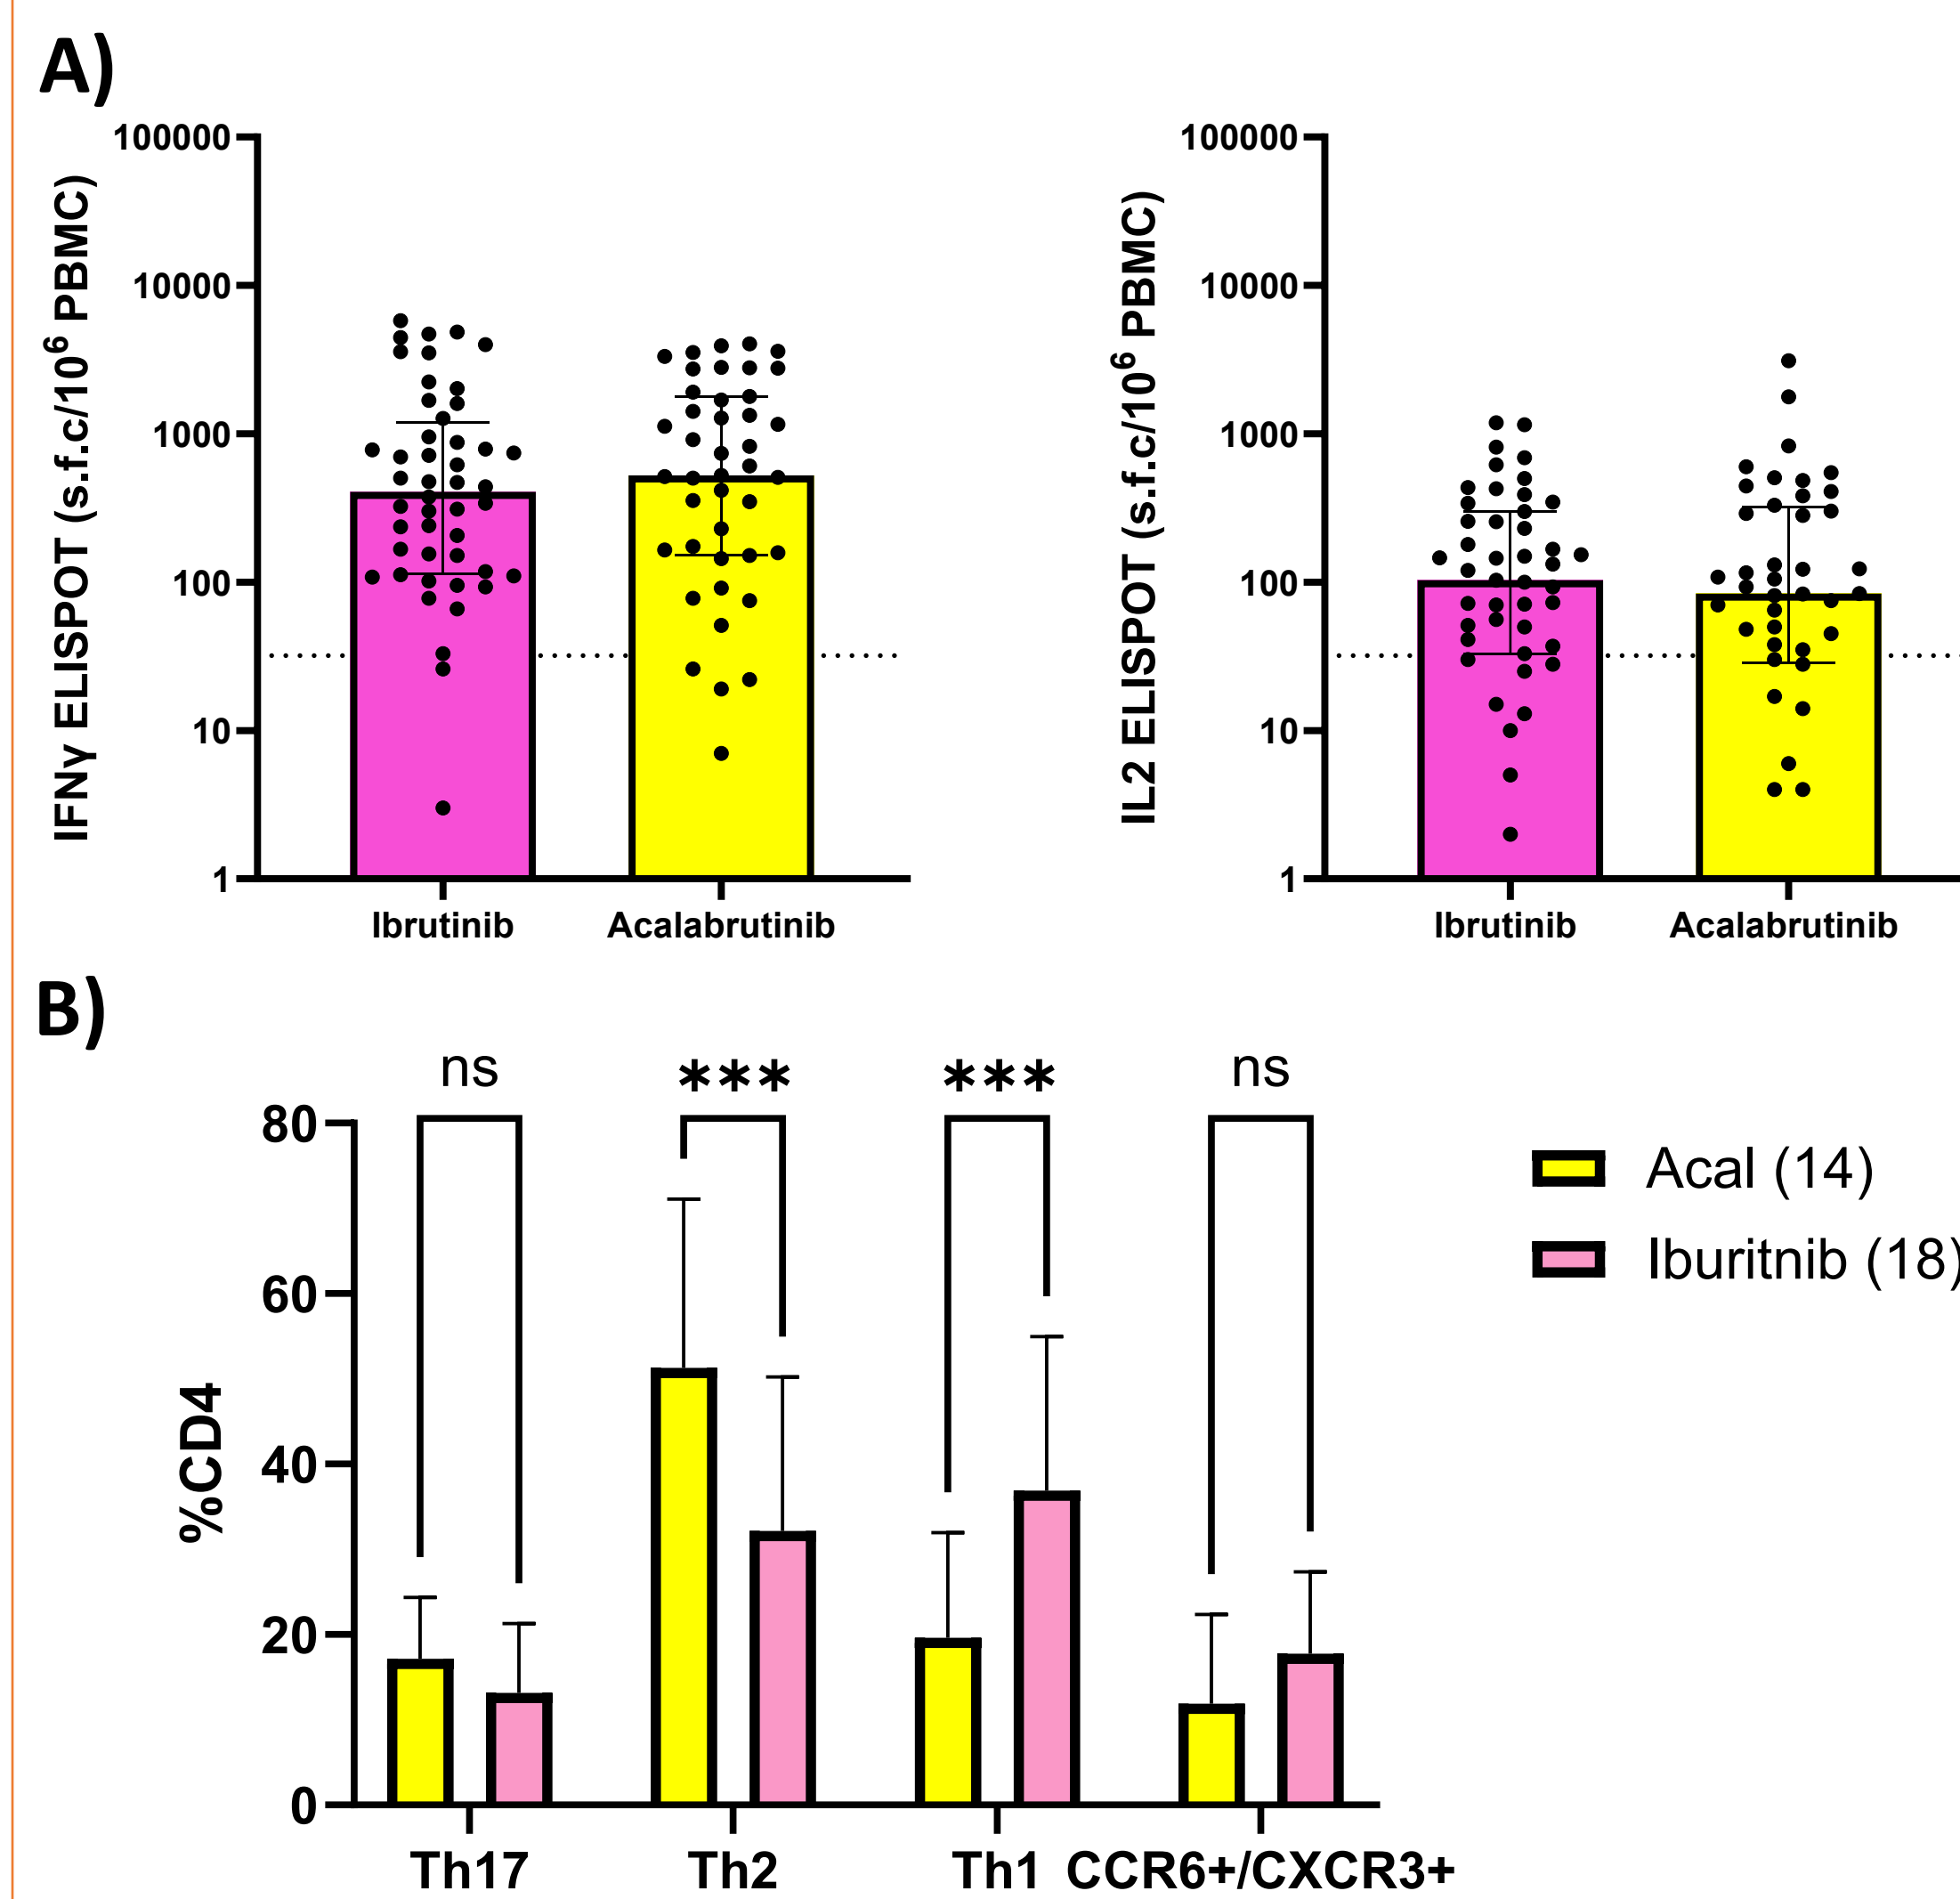 A)
IFNγ ELISPOT (s.f.c/10⁶ PBMC)
100000
10000
1000
100
10
1
Ibrutinib
Acalabrutinib
IL2 ELISPOT (s.f.c/10⁶ PBMC)
100000
10000
1000
100
10
1
Ibrutinib
Acalabrutinib
B)
ns
***
***
ns
%CD4
80
60
40
20
0
Th17
Th2
Th1
CCR6+/CXCR3+
Acal (14)
Iburitnib (18)